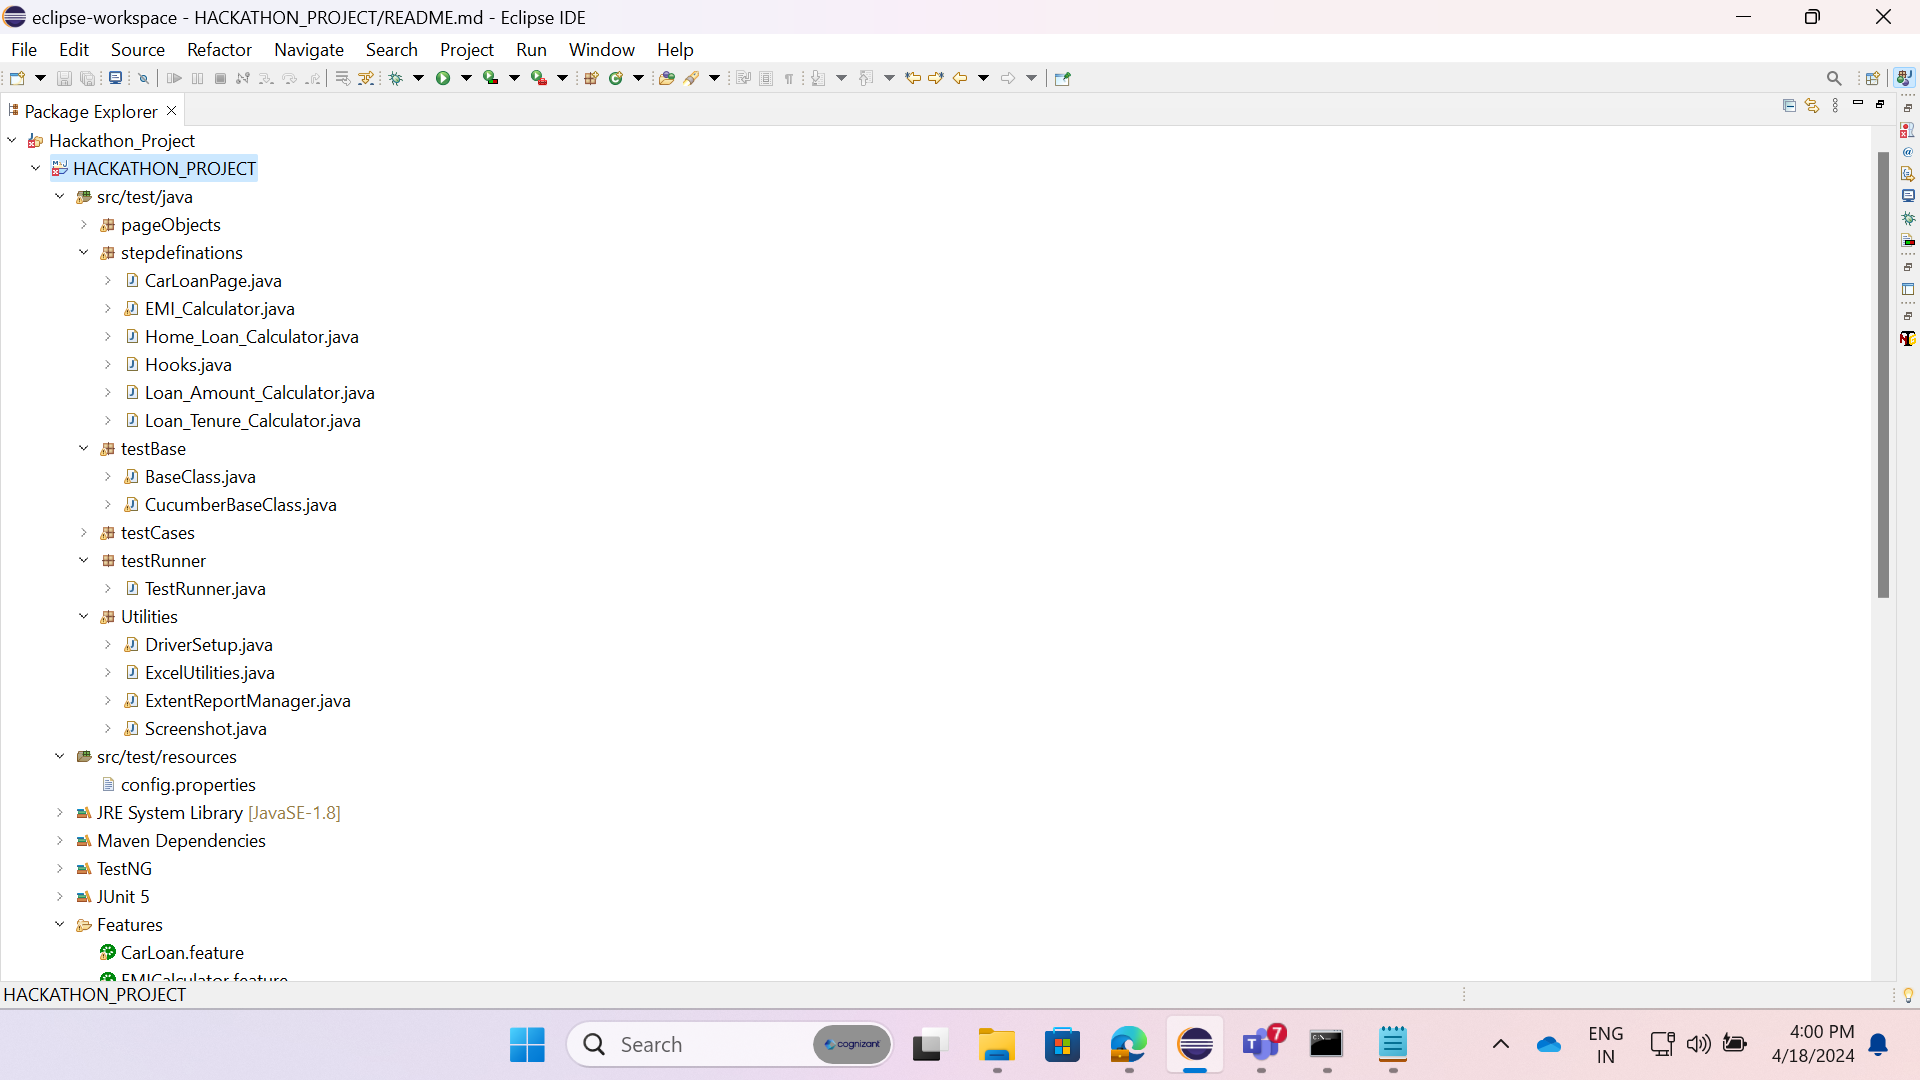 eclipse-workspace - HACKATHON_PROJECT/README.md - Eclipse IDE
File Edit Source Refactor Navigate Search Project Run Window Help
Package Explorer
Hackathon_Project
HACKATHON_PROJECT
src/test/java
pageObjects
stepdefinations
CarLoanPage.java
EMI_Calculator.java
Home_Loan_Calculator.java
Hooks.java
Loan_Amount_Calculator.java
Loan_Tenure_Calculator.java
testBase
BaseClass.java
CucumberBaseClass.java
testCases
testRunner
TestRunner.java
Utilities
DriverSetup.java
ExcelUtilities.java
ExtentReportManager.java
Screenshot.java
src/test/resources
config.properties
JRE System Library [JavaSE-1.8]
Maven Dependencies
TestNG
JUnit 5
Features
CarLoan.feature
EMICalculator.feature
HACKATHON_PROJECT
Search cognizant 7 ENG 4:00 PM
IN 4/18/2024